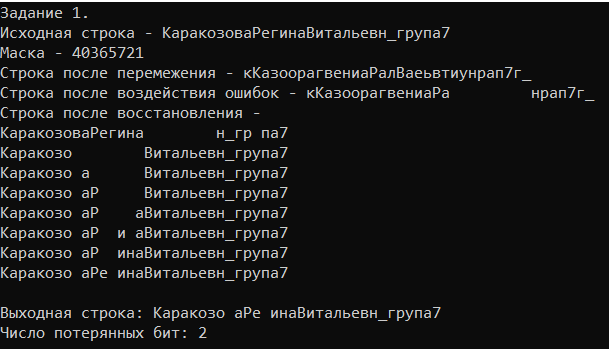 Задание 1.
Исходная строка - КаракозоваРегинаВитальевн_група7
Маска - 40365721
Строка после перемежения - кКазоорагвениаРалВаеьвтиунрап7г_
Строка после воздействия ошибок - кКазоорагвениаРа         нрап7г_
Строка после восстановления -
КаракозоваРегина        н_гр па7
Каракозо        Витальевн_група7
Каракозо а      Витальевн_група7
Каракозо аР     Витальевн_група7
Каракозо аР    аВитальевн_група7
Каракозо аР  и аВитальевн_група7
Каракозо аР  инаВитальевн_група7
Каракозо аРе инаВитальевн_група7
Выходная строка: Каракозо аРе инаВитальевн_група7
Число потерянных бит: 2